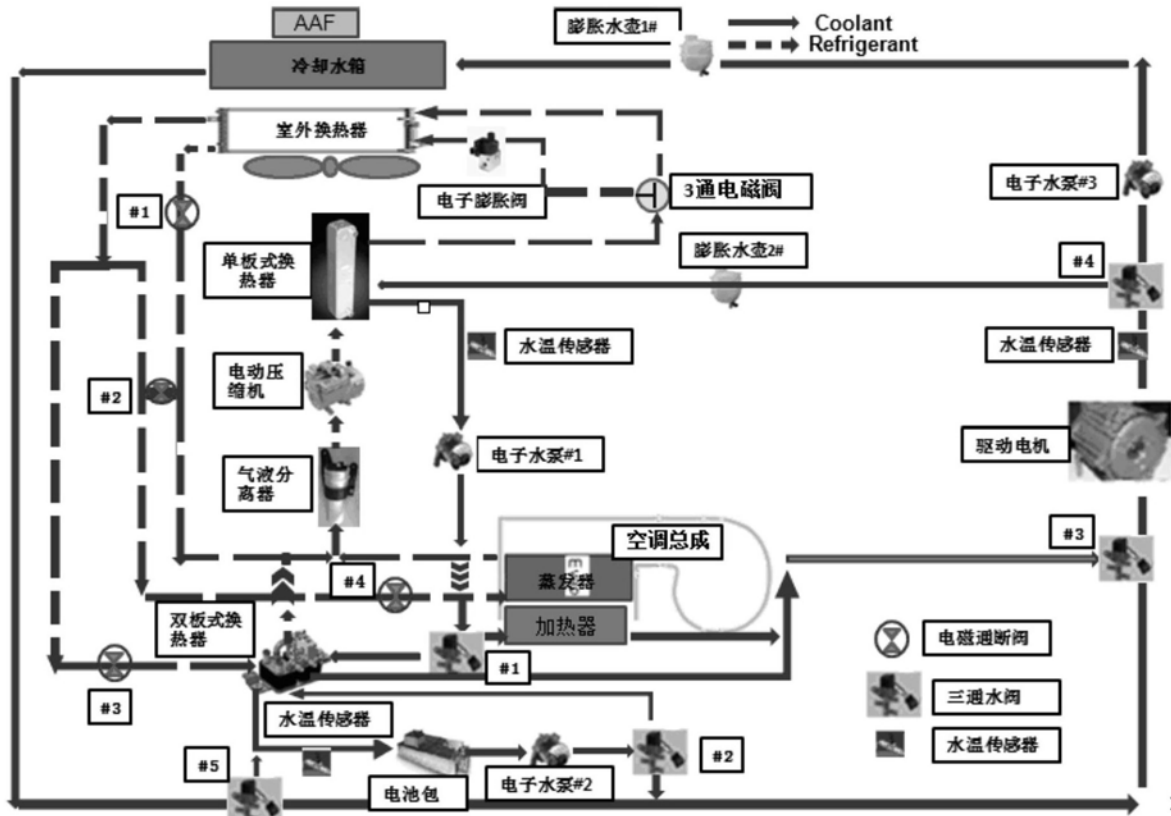 AAF
冷却水箱
膨胀水壶1#
Coolant
Refrigerant
室外换热器
电子膨胀阀
3通电磁阀
电子水泵#3
#1
单板式换
热器
膨胀水壶2#
#4
水温传感器
水温传感器
电动压
缩机
#2
电子水泵#1
驱动电机
气液分
离器
空调总成
#3
蒸发器
#4
双板式换
热器
加热器
电磁通断阀
#1
三通水阀
#3
水温传感器
#2
水温传感器
#5
电子水泵#2
电池包